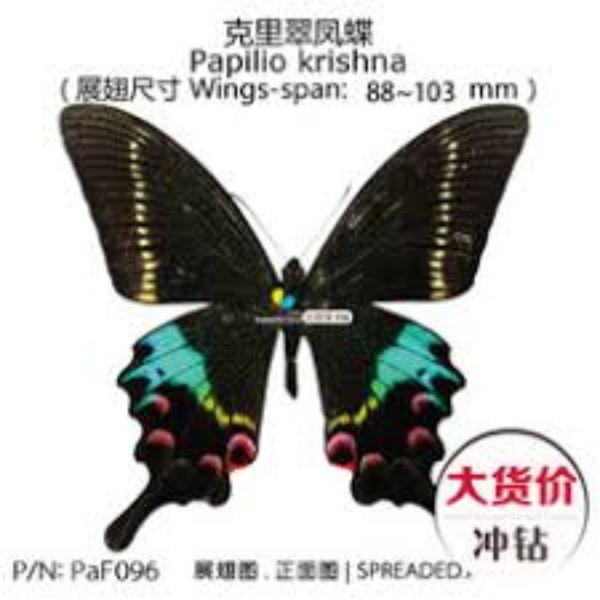 克里翠凤蝶
Papilio krishna
（展翅尺寸 Wings-span: 88~103 mm）
大货价
冲钻
P/N: PaF096 展翅图 . 正面图 | SPREADED